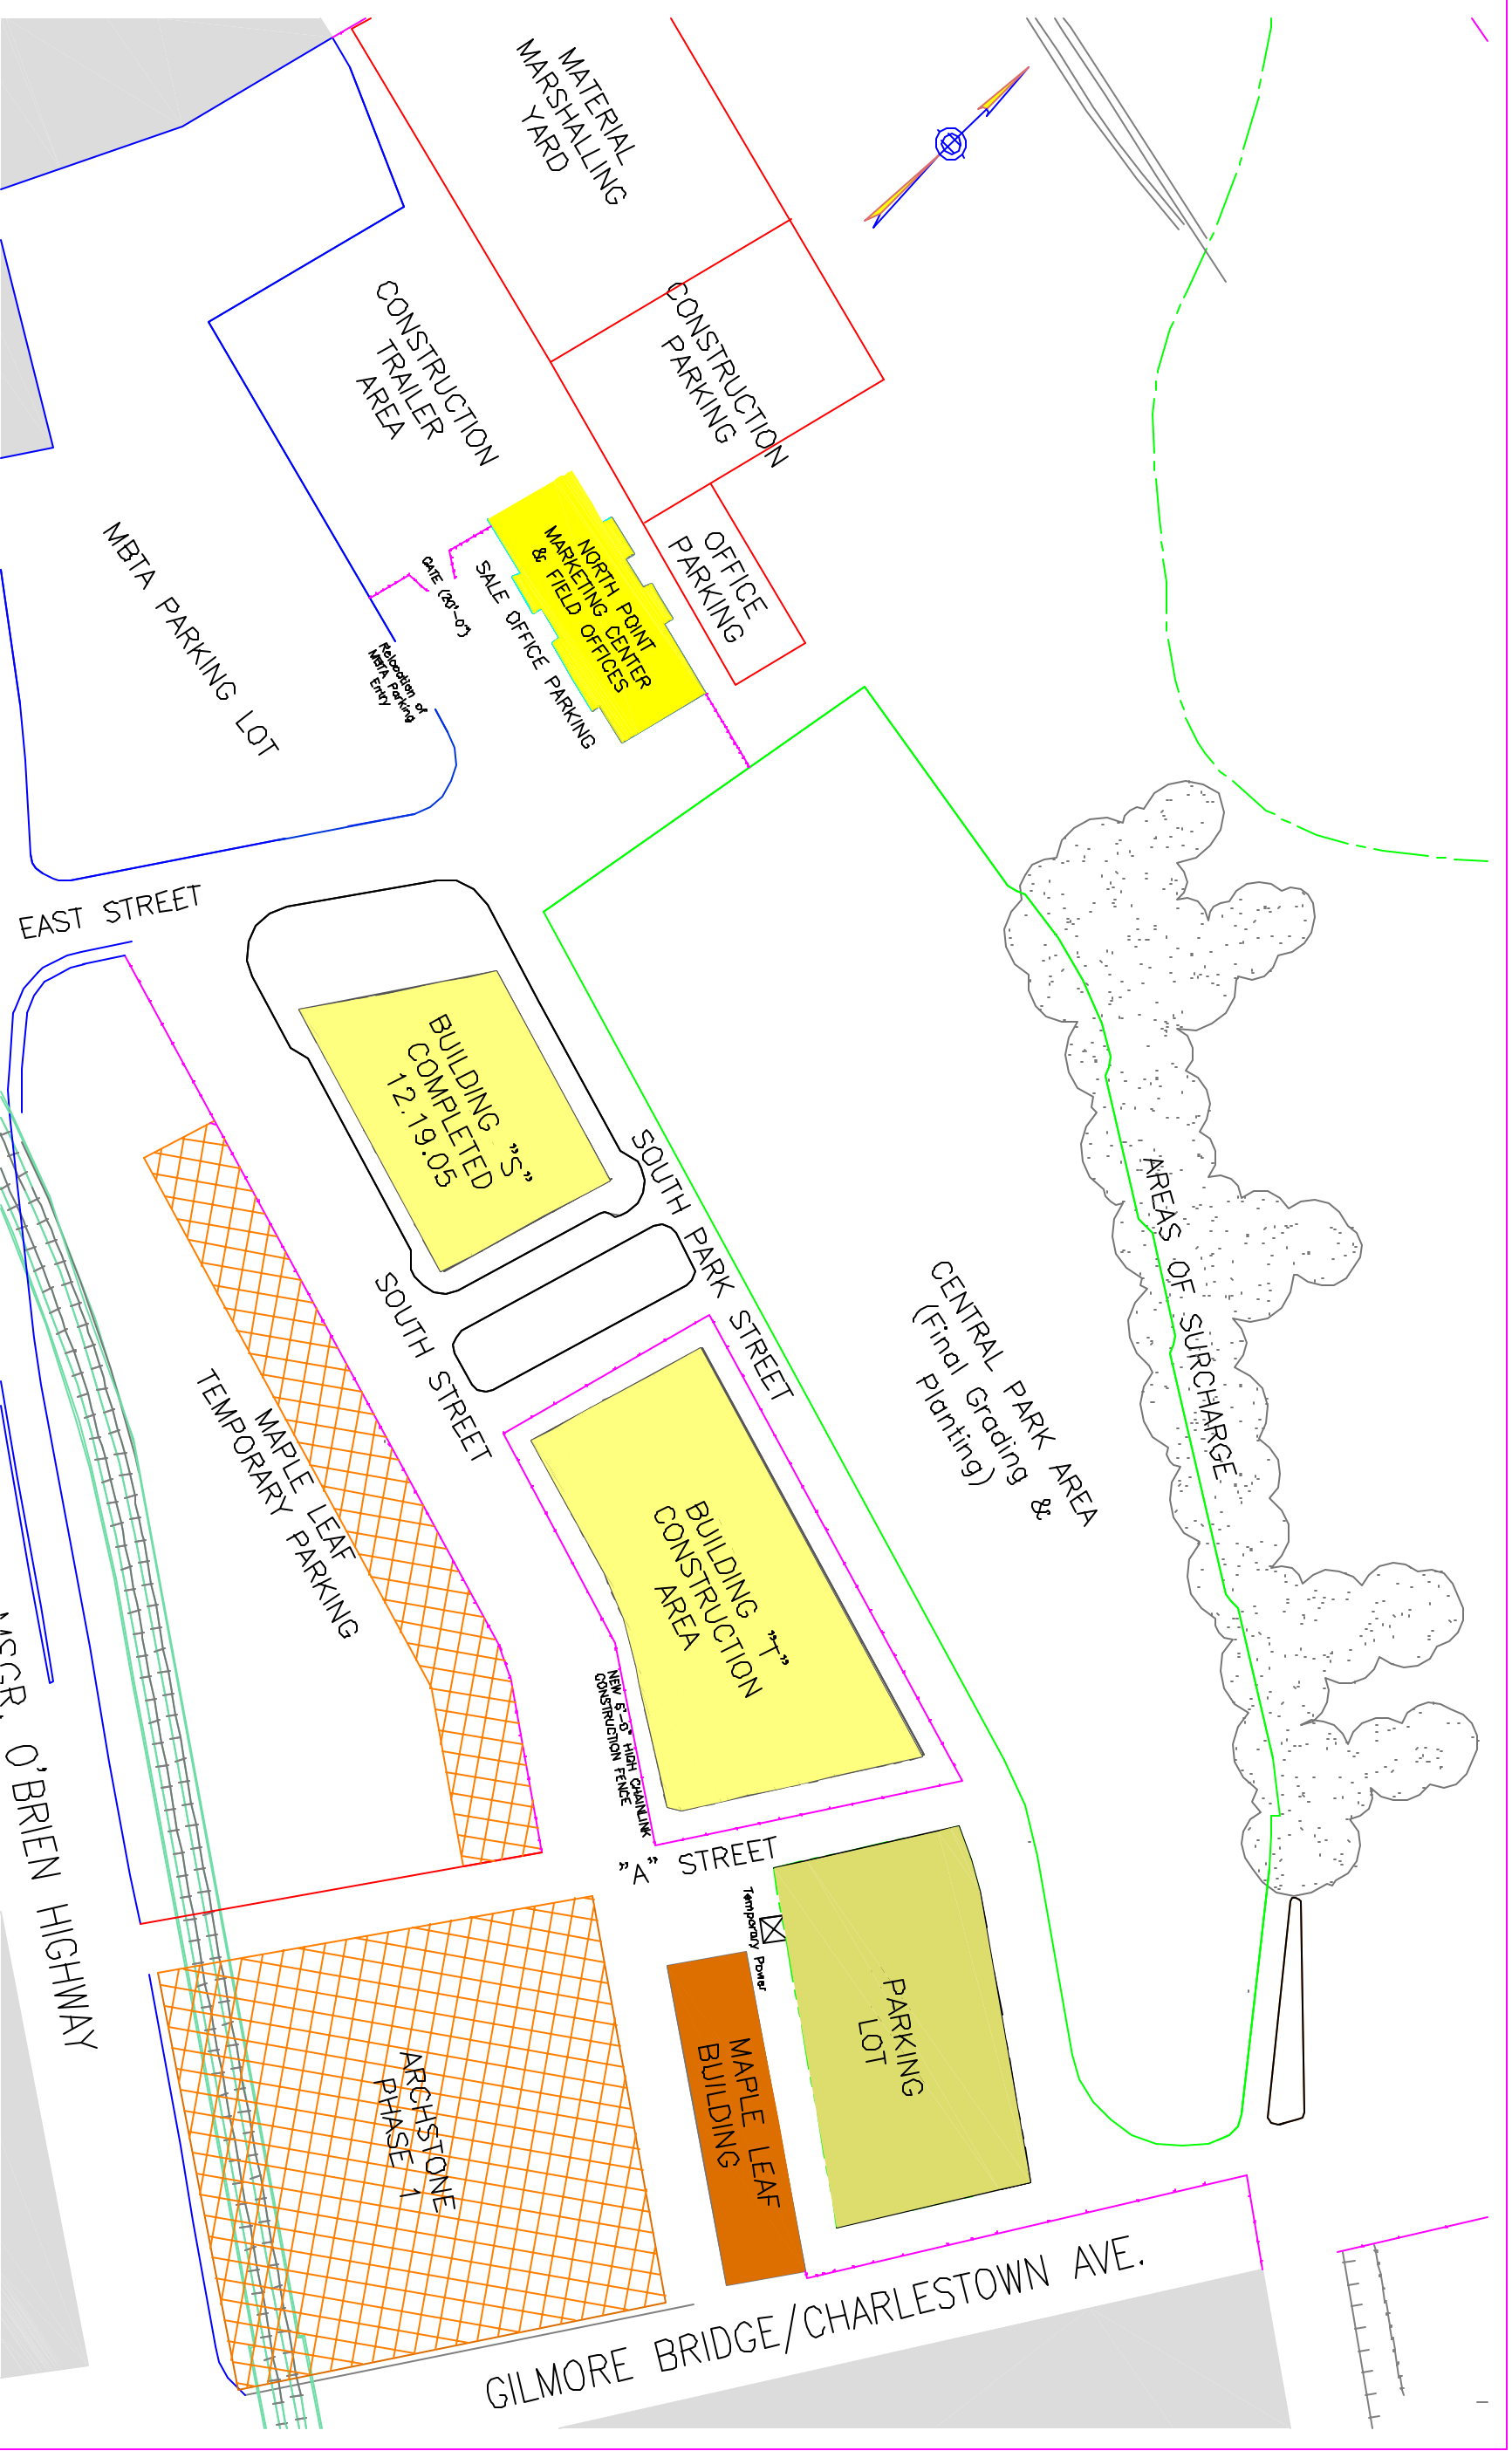 MATERIAL
MARSHALLING
YARD
CONSTRUCTION
PARKING
CONSTRUCTION
TRAILER
AREA
OFFICE
PARKING
NORTH POINT
MARKETING CENTER
& FIELD OFFICES
GATE (20'-0")
SALE OFFICE PARKING
Relocation of
MBTA Parking
Entry
MBTA PARKING LOT
EAST STREET
BUILDING "S"
COMPLETED
12.19.05
SOUTH PARK STREET
SOUTH STREET
AREAS OF SURCHARGE
CENTRAL PARK AREA
(Final Grading &
Planting)
MAPLE LEAF
TEMPORARY PARKING
BUILDING "T"
CONSTRUCTION
AREA
NEW 6'-0" HIGH CHAINLINK
CONSTRUCTION FENCE
"A" STREET
Temporary Power
PARKING
LOT
MAPLE LEAF
BUILDING
ARCHSTONE
PHASE 1
MSGR. O'BRIEN HIGHWAY
GILMORE BRIDGE/CHARLESTOWN AVE.